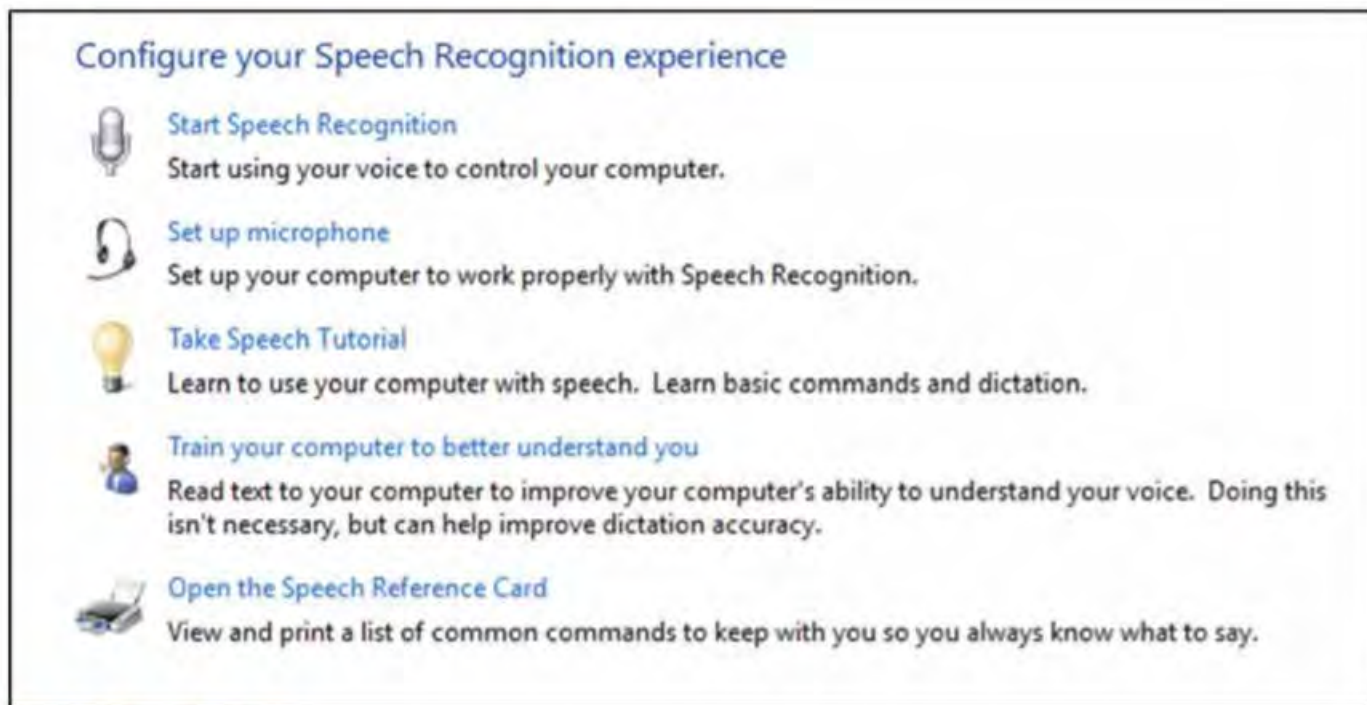 Configure your Speech Recognition experience
Start Speech Recognition
Start using your voice to control your computer.
Set up microphone
Set up your computer to work properly with Speech Recognition.
Take Speech Tutorial
Learn to use your computer with speech.  Learn basic commands and dictation.
Train your computer to better understand you
Read text to your computer to improve your computer's ability to understand your voice.  Doing this
isn't necessary, but can help improve dictation accuracy.
Open the Speech Reference Card
View and print a list of common commands to keep with you so you always know what to say.